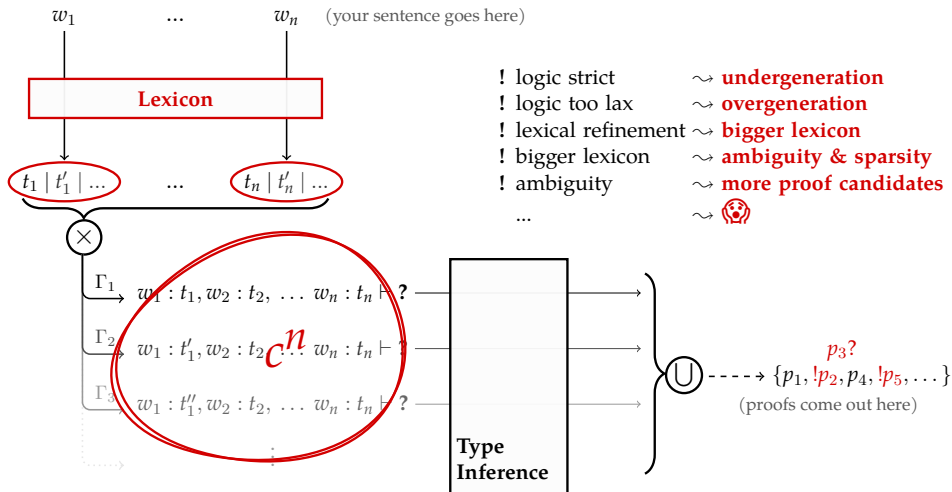 w₁ ... wₙ (your sentence goes here)
Lexicon
t₁ | t′₁ | ... ... tₙ | t′ₙ | ...
! logic strict ⇝ undergeneration
! logic too lax ⇝ overgeneration
! lexical refinement ⇝ bigger lexicon
! bigger lexicon ⇝ ambiguity & sparsity
! ambiguity ⇝ more proof candidates
... ⇝ 😱
×
Γ₁ w₁ : t₁, w₂ : t₂, ... wₙ : tₙ ⊢ ?
Γ₂ w₁ : t′₁, w₂ : t₂, ... wₙ : tₙ ⊢ ?
Γ₃ w₁ : t″₁, w₂ : t₂, ... wₙ : tₙ ⊢ ?
⋮
cⁿ
Type
Inference
⋃
p₃?
{p₁, !p₂, p₄, !p₅, ...}
(proofs come out here)